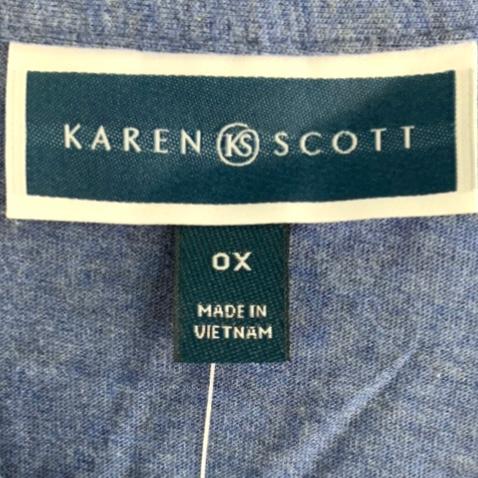 KAREN KS SCOTT
0X
MADE IN
VIETNAM